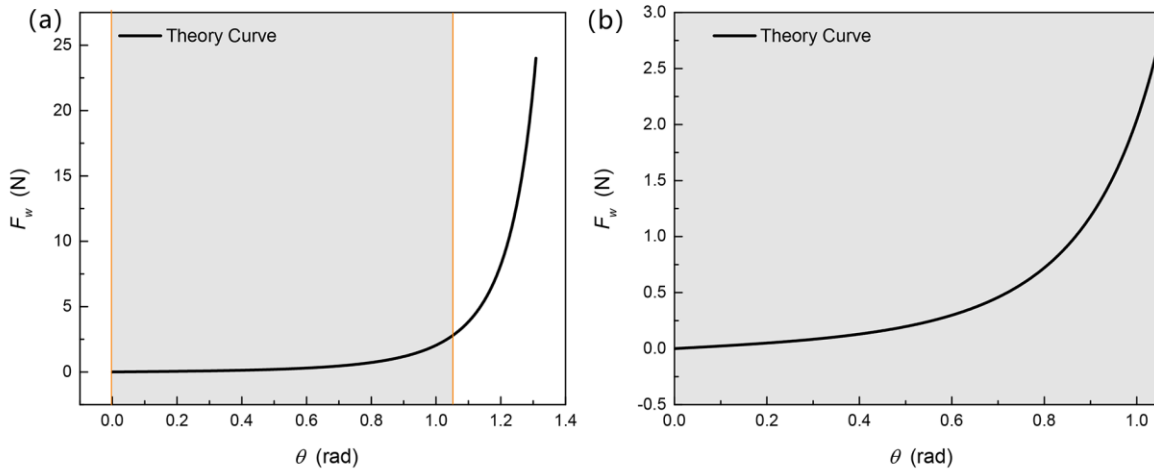 (a)
Theory Curve
25
20
15
10
5
0
F_w (N)
0.0 0.2 0.4 0.6 0.8 1.0 1.2 1.4
θ (rad)
(b)
Theory Curve
3.0
2.5
2.0
1.5
1.0
0.5
0.0
-0.5
F_w (N)
0.0 0.2 0.4 0.6 0.8 1.0
θ (rad)